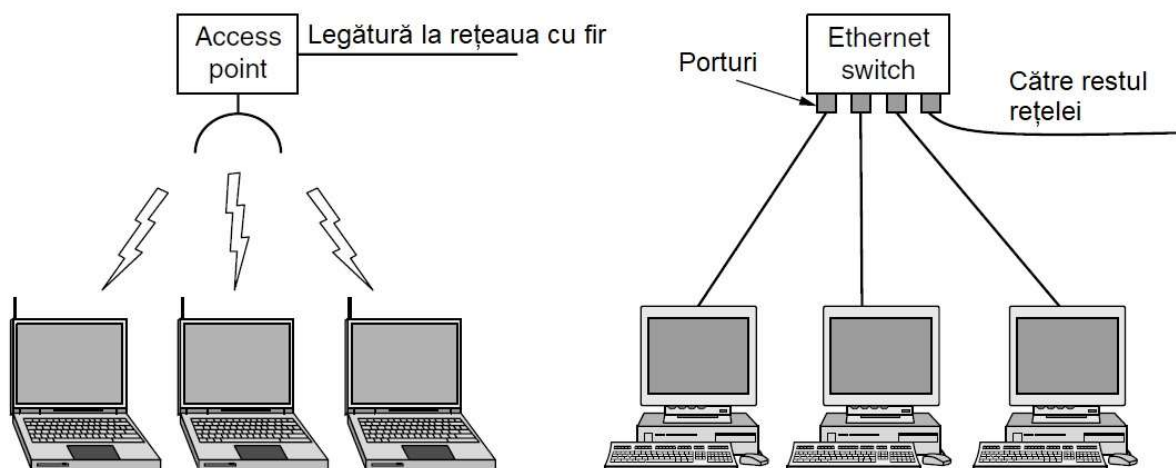 Access
point
Legătură la rețeaua cu fir
Porturi
Ethernet
switch
Către restul
rețelei